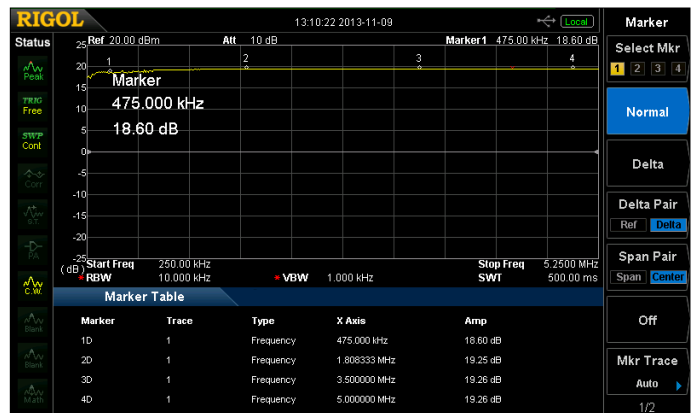 RIGOL 13:10:22 2013-11-09 Local Marker
Status Ref 20.00 dBm Att 10 dB Marker1 475.00 kHz 18.60 dB
Select Mkr
1 2 3 4
Peak
TRIG
Free
SWP
Cont
Corr
S.T.
PA
C.W.
Blank
Blank
Math
25
20
15
10
5
0
-5
-10
-15
-20
-25
(dB)
1 2 3 4
Marker
475.000 kHz
18.60 dB
Start Freq 250.00 kHz Stop Freq 5.2500 MHz
* RBW 10.000 kHz * VBW 1.000 kHz SWT 500.00 ms
Marker Table
Marker Trace Type X Axis Amp
1D 1 Frequency 475.000 kHz 18.60 dB
2D 1 Frequency 1.808333 MHz 19.25 dB
3D 1 Frequency 3.500000 MHz 19.26 dB
4D 1 Frequency 5.000000 MHz 19.26 dB
Normal
Delta
Delta Pair
Ref Delta
Span Pair
Span Center
Off
Mkr Trace
Auto
1/2